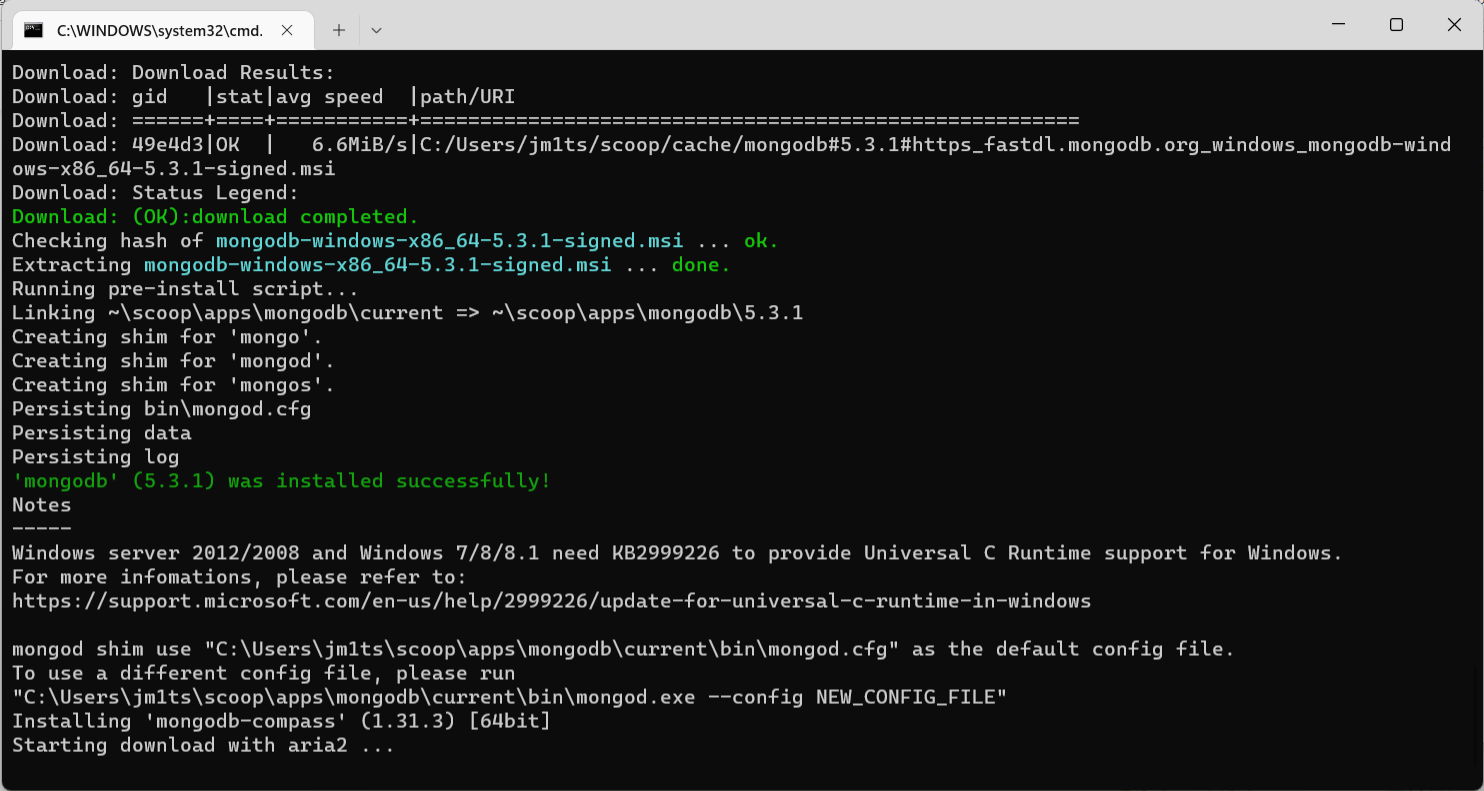 C:\WINDOWS\system32\cmd.
Download: Download Results:
Download: gid   |stat|avg speed  |path/URI
Download: ======+====+===========+=======================================================
Download: 49e4d3|OK  |   6.6MiB/s|C:/Users/jm1ts/scoop/cache/mongodb#5.3.1#https_fastdl.mongodb.org_windows_mongodb-wind
ows-x86_64-5.3.1-signed.msi
Download: Status Legend:
Download: (OK):download completed.
Checking hash of mongodb-windows-x86_64-5.3.1-signed.msi ... ok.
Extracting mongodb-windows-x86_64-5.3.1-signed.msi ... done.
Running pre-install script...
Linking ~\scoop\apps\mongodb\current => ~\scoop\apps\mongodb\5.3.1
Creating shim for 'mongo'.
Creating shim for 'mongod'.
Creating shim for 'mongos'.
Persisting bin\mongod.cfg
Persisting data
Persisting log
'mongodb' (5.3.1) was installed successfully!
Notes
-----
Windows server 2012/2008 and Windows 7/8/8.1 need KB2999226 to provide Universal C Runtime support for Windows.
For more infomations, please refer to:
https://support.microsoft.com/en-us/help/2999226/update-for-universal-c-runtime-in-windows
mongod shim use "C:\Users\jm1ts\scoop\apps\mongodb\current\bin\mongod.cfg" as the default config file.
To use a different config file, please run
"C:\Users\jm1ts\scoop\apps\mongodb\current\bin\mongod.exe --config NEW_CONFIG_FILE"
Installing 'mongodb-compass' (1.31.3) [64bit]
Starting download with aria2 ...